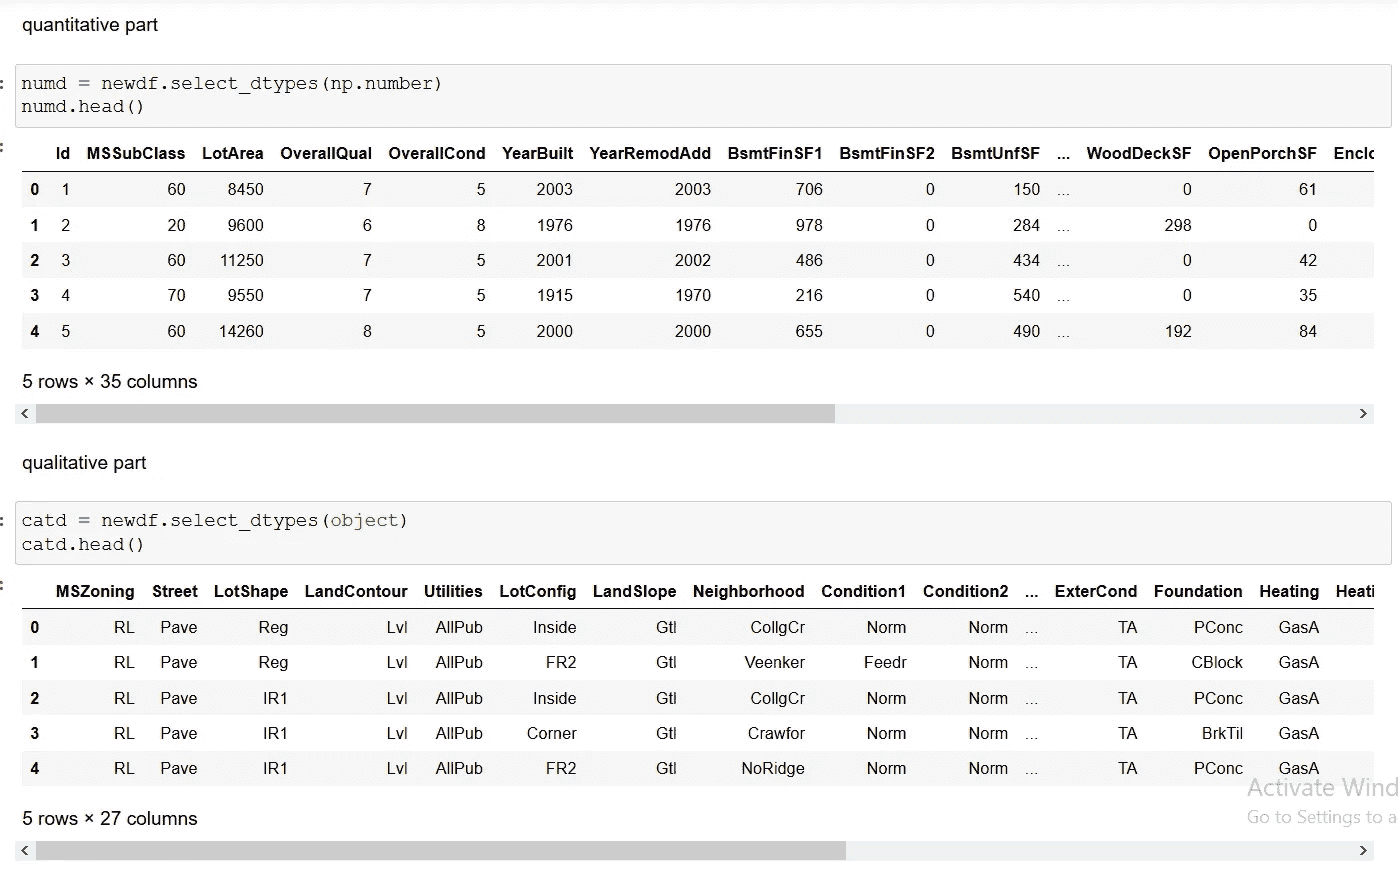 quantitative part
: numd = newdf.select_dtypes(np.number)
numd.head()
: Id MSSubClass LotArea OverallQual OverallCond YearBuilt YearRemodAdd BsmtFinSF1 BsmtFinSF2 BsmtUnfSF ... WoodDeckSF OpenPorchSF Enclo
0 1 60 8450 7 5 2003 2003 706 0 150 ... 0 61
1 2 20 9600 6 8 1976 1976 978 0 284 ... 298 0
2 3 60 11250 7 5 2001 2002 486 0 434 ... 0 42
3 4 70 9550 7 5 1915 1970 216 0 540 ... 0 35
4 5 60 14260 8 5 2000 2000 655 0 490 ... 192 84
5 rows × 35 columns
qualitative part
: catd = newdf.select_dtypes(object)
catd.head()
: MSZoning Street LotShape LandContour Utilities LotConfig LandSlope Neighborhood Condition1 Condition2 ... ExterCond Foundation Heating Heati
0 RL Pave Reg Lvl AllPub Inside Gtl CollgCr Norm Norm ... TA PConc GasA
1 RL Pave Reg Lvl AllPub FR2 Gtl Veenker Feedr Norm ... TA CBlock GasA
2 RL Pave IR1 Lvl AllPub Inside Gtl CollgCr Norm Norm ... TA PConc GasA
3 RL Pave IR1 Lvl AllPub Corner Gtl Crawfor Norm Norm ... TA BrkTil GasA
4 RL Pave IR1 Lvl AllPub FR2 Gtl NoRidge Norm Norm ... TA PConc GasA
Activate Wind
Go to Settings to a
5 rows × 27 columns